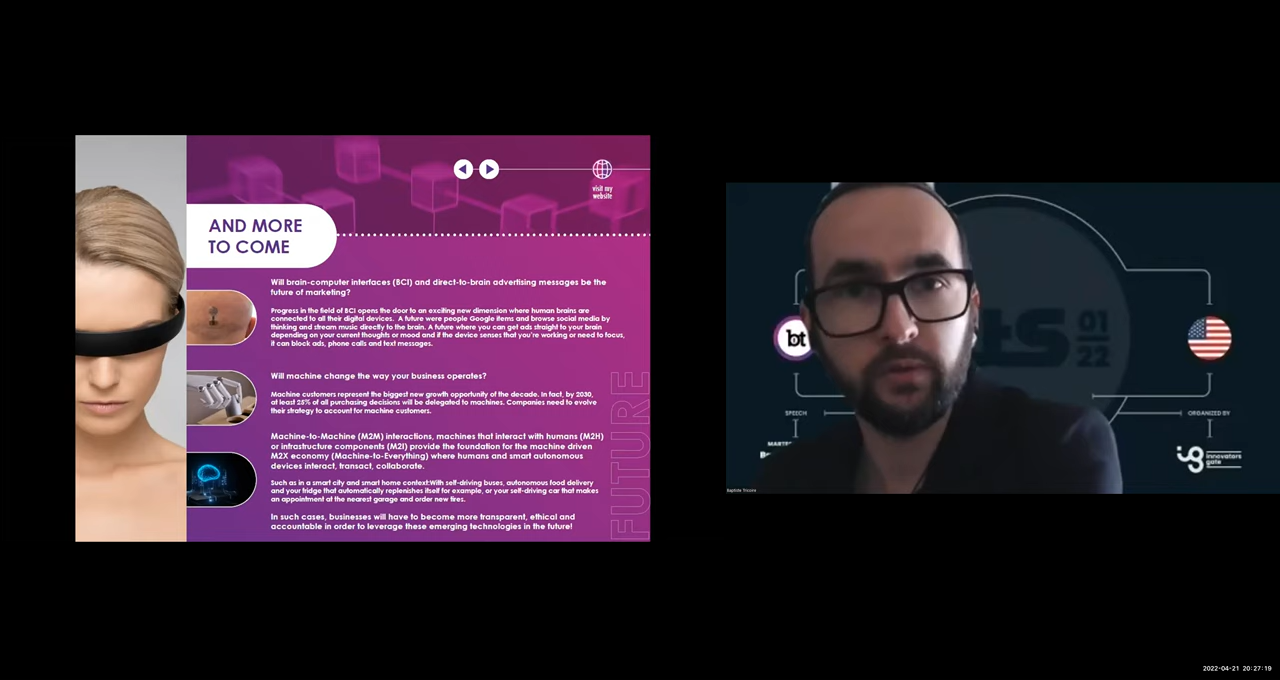 visit my
website
AND MORE
TO COME
Will brain-computer interfaces (BCI) and direct-to-brain advertising messages be the
future of marketing?
Progress in the field of BCI opens the door to an exciting new dimension where human brains are
connected to all their digital devices. A future were people Google items and browse social media by
thinking and stream music directly to the brain. A future where you can get ads straight to your brain
depending on your current thoughts or mood and if the device senses that you're working or need to focus,
it can block ads, phone calls and text messages.
Will machine change the way your business operates?
Machine customers represent the biggest new growth opportunity of the decade. In fact, by 2030,
at least 25% of all purchasing decisions will be delegated to machines. Companies need to evolve
their strategy to account for machine customers.
Machine-to-Machine (M2M) interactions, machines that interact with humans (M2H)
or infrastructure components (M2I) provide the foundation for the machine driven
M2X economy (Machine-to-Everything) where humans and smart autonomous
devices interact, transact, collaborate.
Such as in a smart city and smart home context:With self-driving buses, autonomous food delivery
and your fridge that automatically replenishes itself for example, or your self-driving car that makes
an appointment at the nearest garage and order new tires.
In such cases, businesses will have to become more transparent, ethical and
accountable in order to leverage these emerging technologies in the future!
FUTURE
bt
ts
01
22
SPEECH
ORGANIZED BY
ig innovators
gate
Baptiste Tricoire
2022-04-21 20:27:19